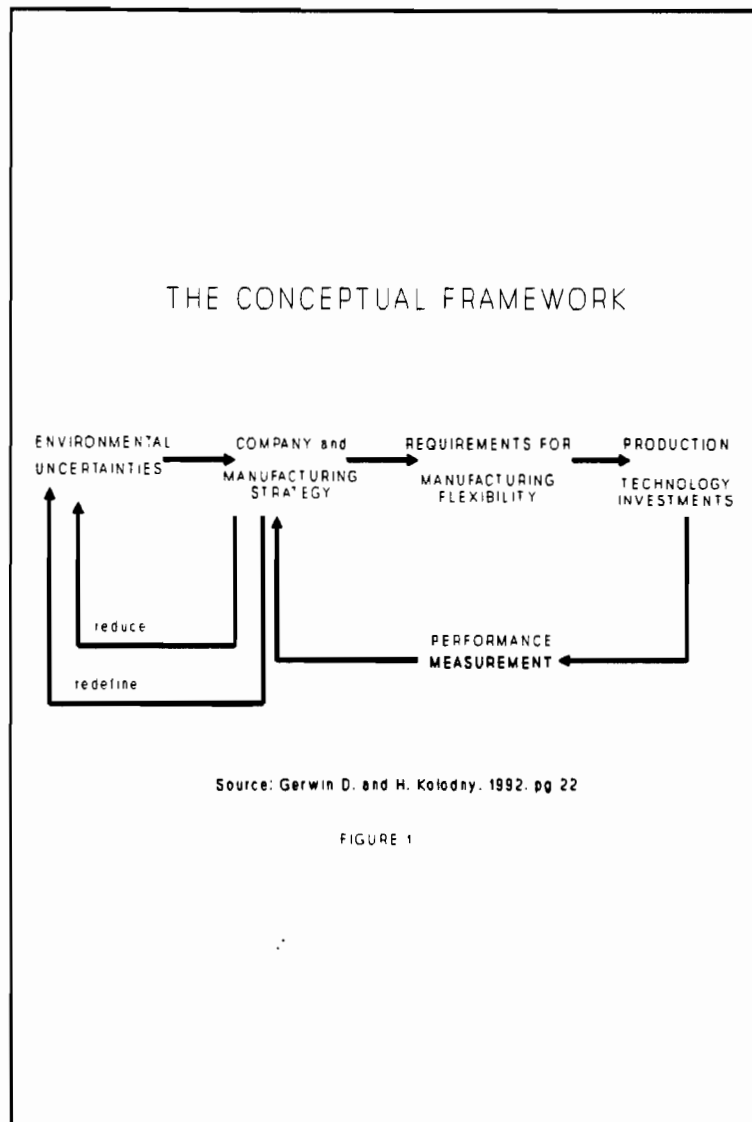 THE CONCEPTUAL FRAMEWORK
ENVIRONMENTAL
UNCERTAINTIES
COMPANY and
MANUFACTURING
STRATEGY
REQUIREMENTS FOR
MANUFACTURING
FLEXIBILITY
PRODUCTION
TECHNOLOGY
INVESTMENTS
reduce
redefine
PERFORMANCE
MEASUREMENT
Source: Gerwin D. and H. Kolodny. 1992. pg 22
FIGURE 1